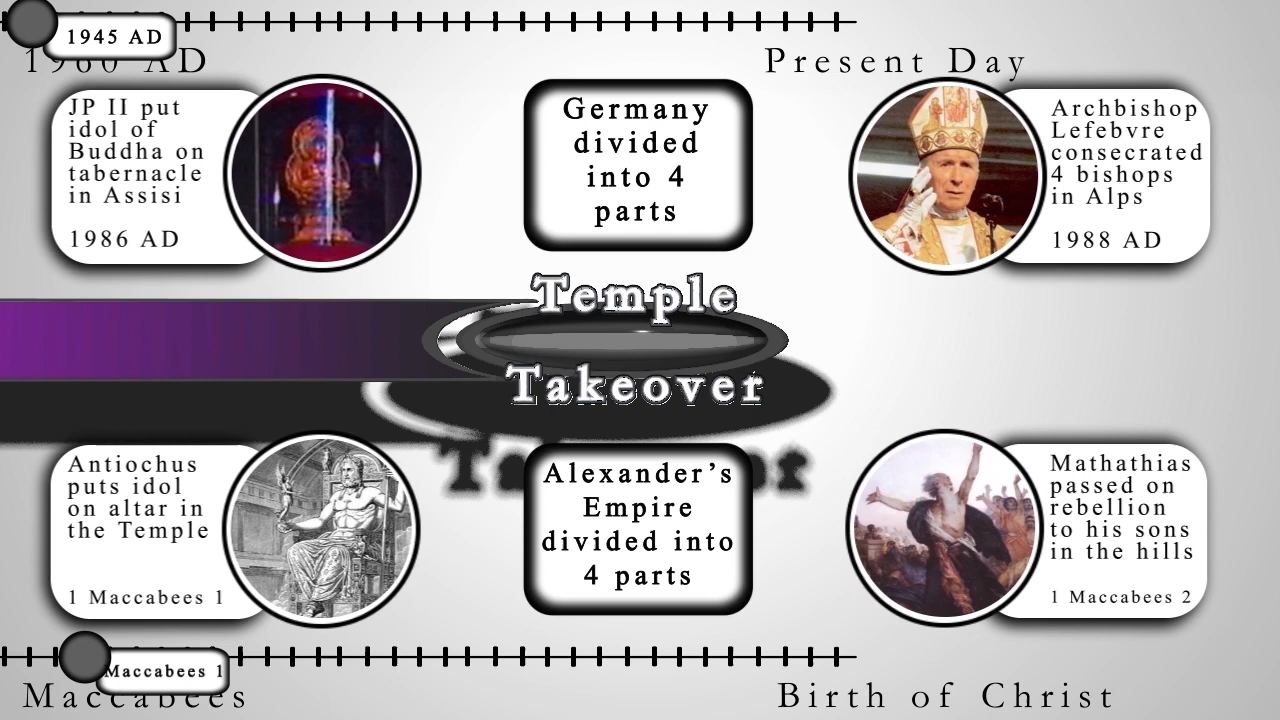 1945 AD
1960 AD
Present Day
JP II put
idol of
Buddha on
tabernacle
in Assisi
1986 AD
Germany
divided
into 4
parts
Archbishop
Lefebvre
consecrated
4 bishops
in Alps
1988 AD
Temple
Takeover
Antiochus
puts idol
on altar in
the Temple
1 Maccabees 1
Alexander's
Empire
divided into
4 parts
Mathathias
passed on
rebellion
to his sons
in the hills
1 Maccabees 2
Maccabees 1
Maccabees
Birth of Christ